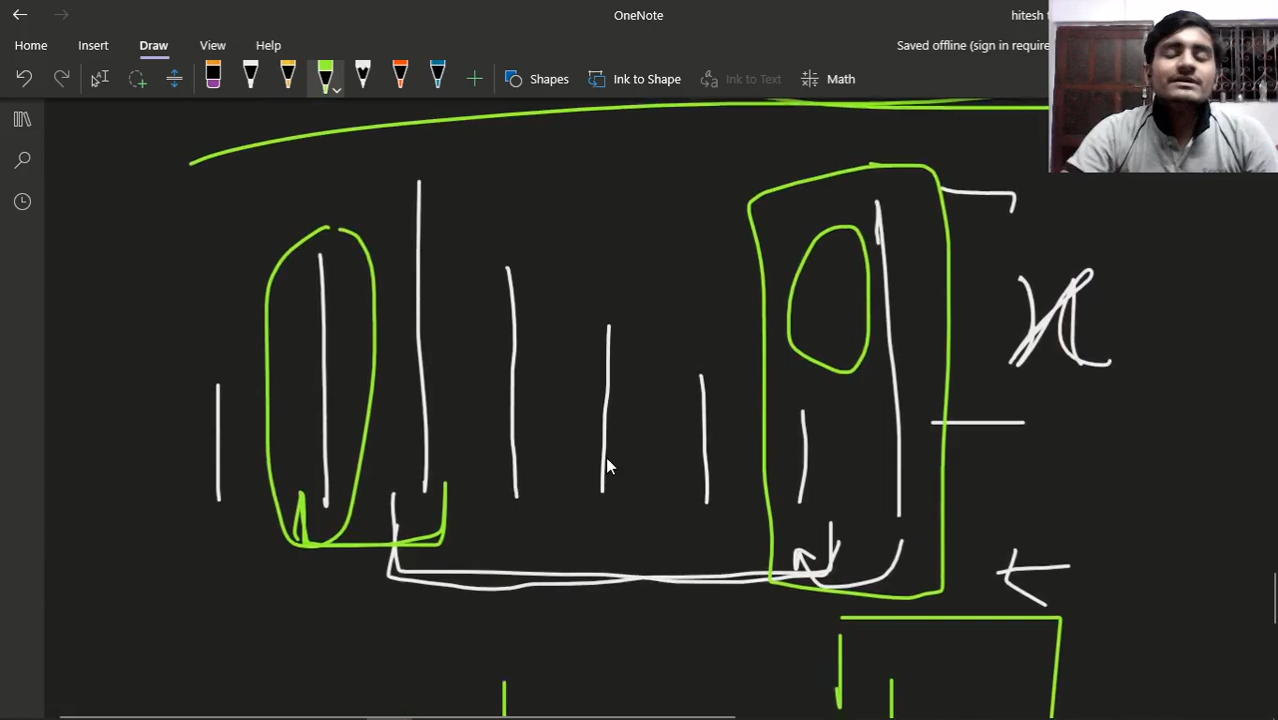 OneNote
hitesh
Home Insert Draw View Help
Saved offline (sign in require
Shapes Ink to Shape Ink to Text Math
x